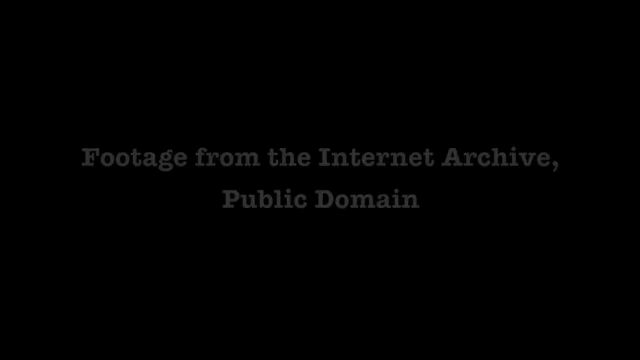 Footage from the Internet Archive,
Public Domain